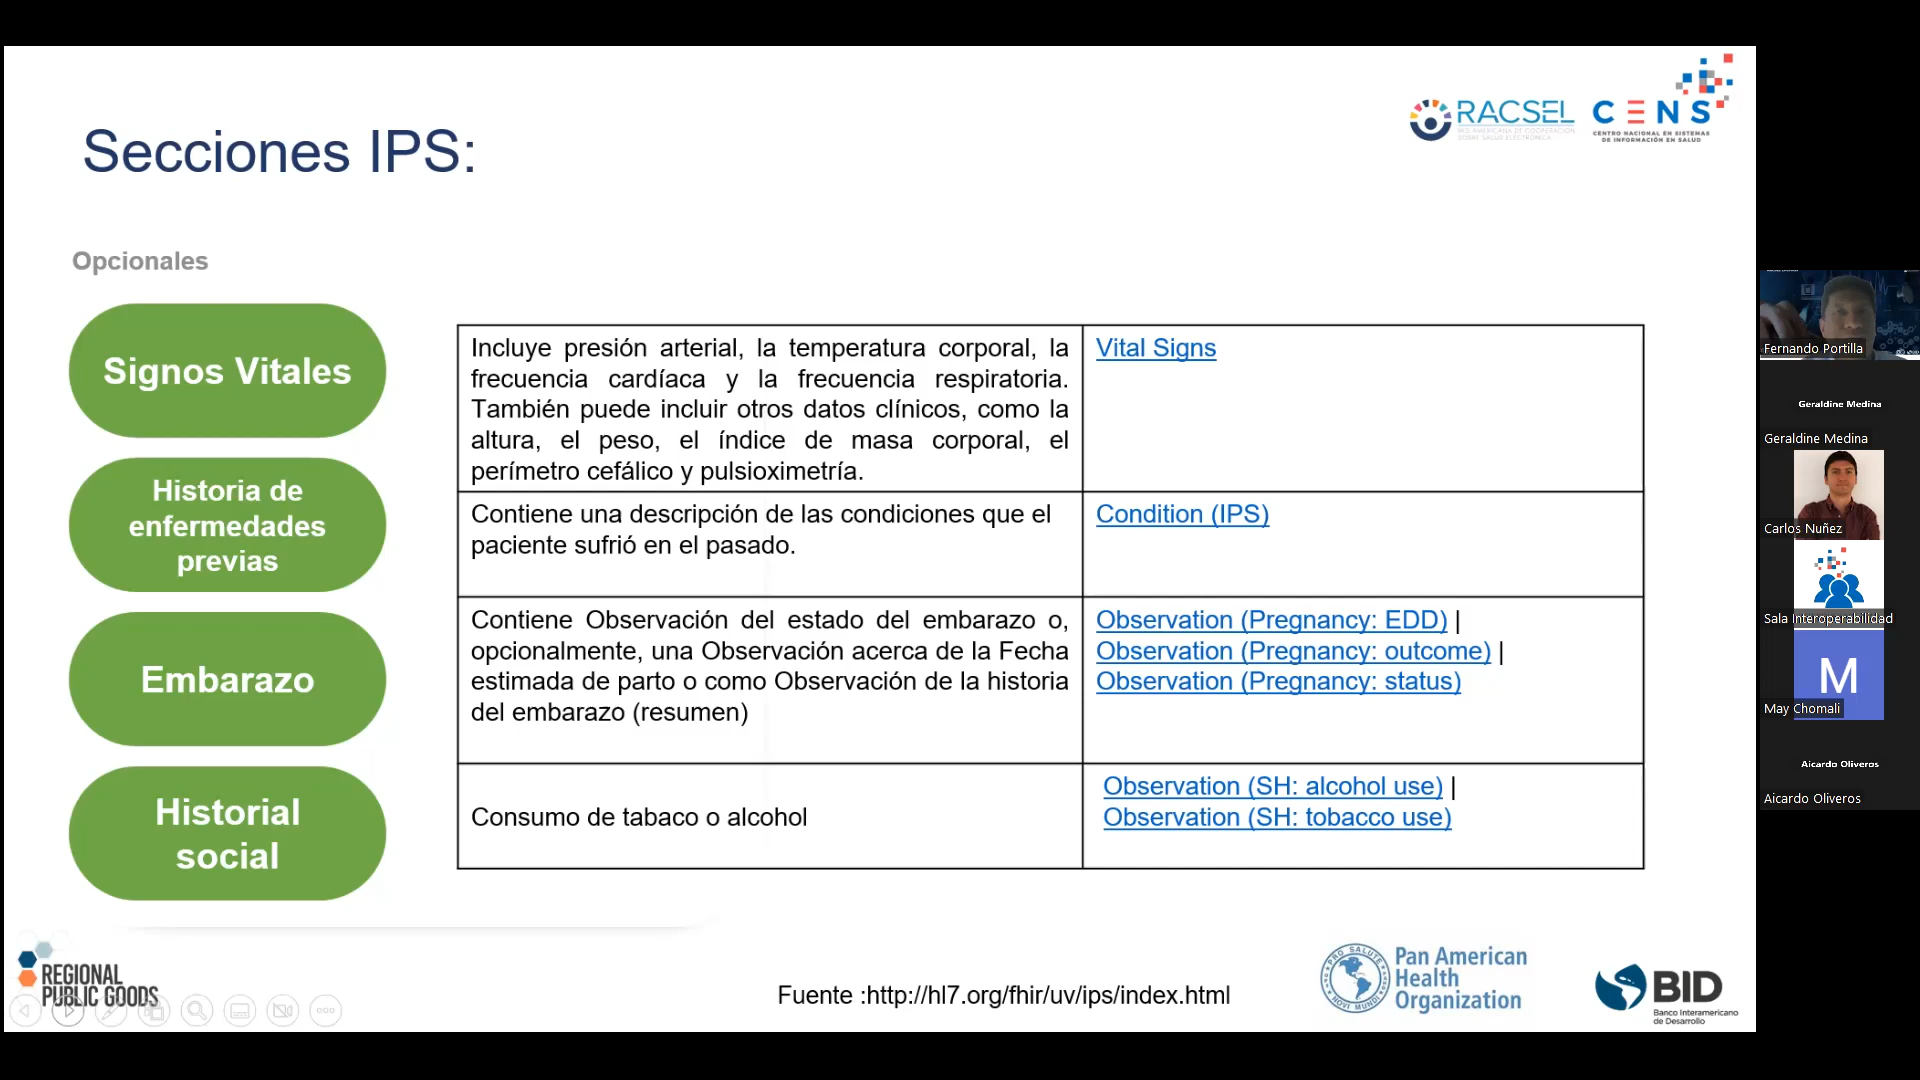 RACSEL
CENS
CENTRO NACIONAL EN SISTEMAS
DE INFORMACIÓN EN SALUD
Secciones IPS:
Opcionales
Signos Vitales
Incluye presión arterial, la temperatura corporal, la
frecuencia cardíaca y la frecuencia respiratoria.
También puede incluir otros datos clínicos, como la
altura, el peso, el índice de masa corporal, el
perímetro cefálico y pulsioximetría.
Vital Signs
Historia de
enfermedades
previas
Contiene una descripción de las condiciones que el
paciente sufrió en el pasado.
Condition (IPS)
Embarazo
Contiene Observación del estado del embarazo o,
opcionalmente, una Observación acerca de la Fecha
estimada de parto o como Observación de la historia
del embarazo (resumen)
Observation (Pregnancy: EDD) |
Observation (Pregnancy: outcome) |
Observation (Pregnancy: status)
Historial
social
Consumo de tabaco o alcohol
Observation (SH: alcohol use) |
Observation (SH: tobacco use)
REGIONAL
PUBLIC GOODS
Fuente :http://hl7.org/fhir/uv/ips/index.html
PRO SALUTE
NOVI MUNDI
Pan American
Health
Organization
BID
Banco Interamericano
de Desarrollo
Fernando Portilla
Geraldine Medina
Geraldine Medina
Carlos Nuñez
Sala Interoperabilidad
M
May Chomali
Aicardo Oliveros
Aicardo Oliveros